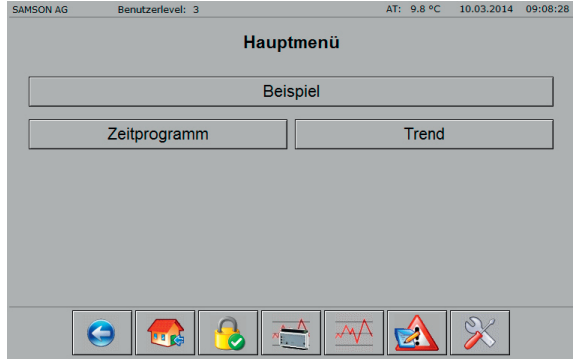 SAMSON AG Benutzerlevel: 3 AT: 9.8 °C 10.03.2014 09:08:28
Hauptmenü
Beispiel
Zeitprogramm Trend